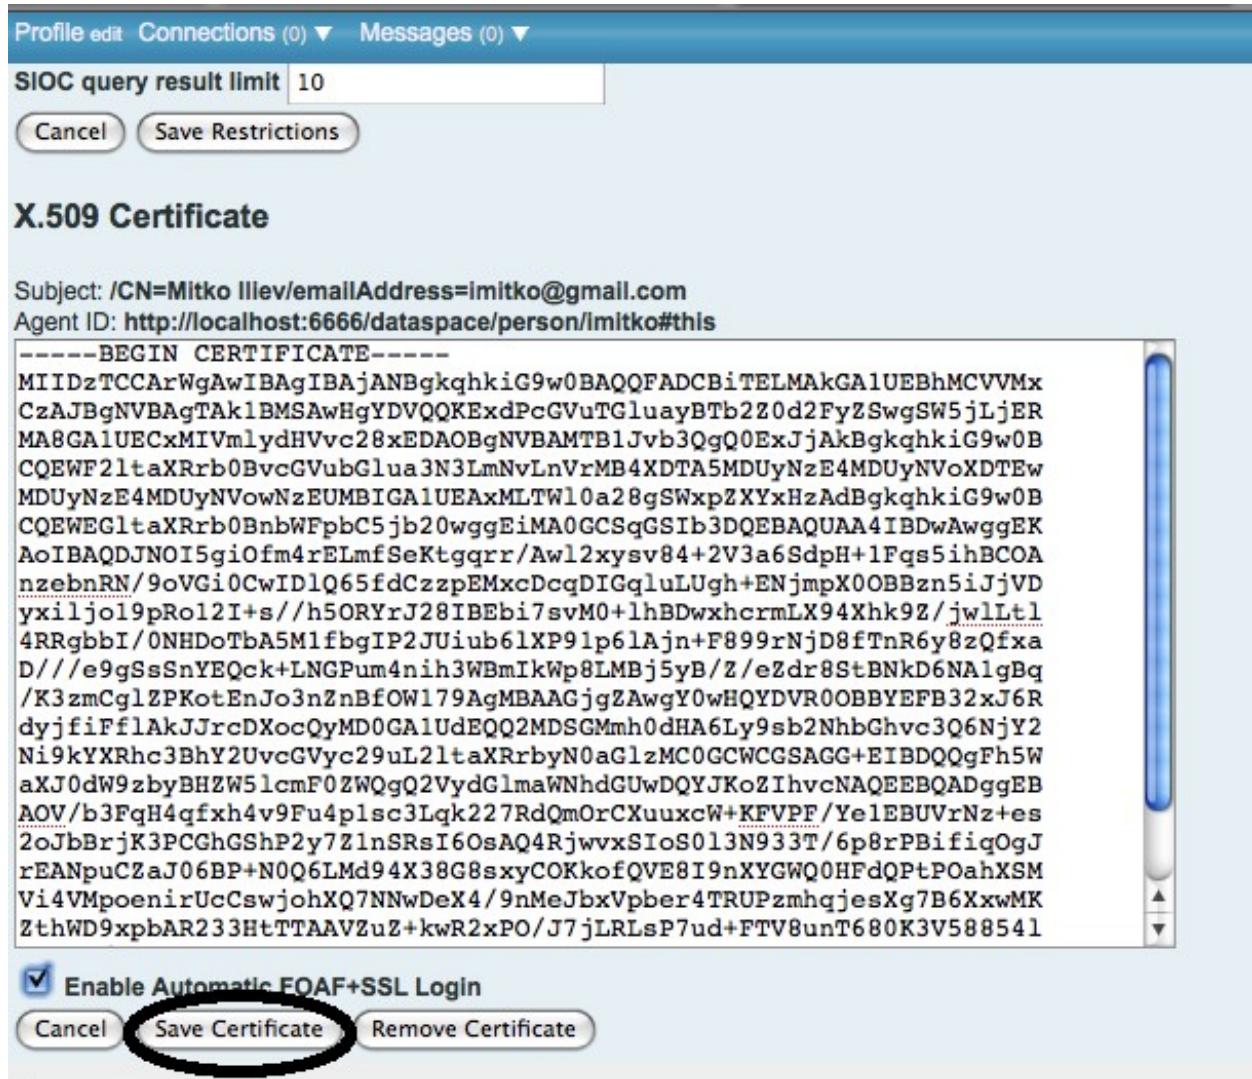 Profile edit Connections (0) ▼ Messages (0) ▼
SIOC query result limit 10
Cancel Save Restrictions
X.509 Certificate
Subject: /CN=Mitko Iliev/emailAddress=imitko@gmail.com
Agent ID: http://localhost:6666/dataspace/person/imitko#this
-----BEGIN CERTIFICATE-----
MIIDzTCCArWgAwIBAgIBAjANBgkqhkiG9w0BAQQFADCBiTELMAkGA1UEBhMCVVMx
CzAJBgNVBAgTAk1BMSAwHgYDVQQKExdPcGVuTGluayBTb2Z0d2FyZSwgSW5jLjER
MA8GA1UECxMIVmlydHVvc28xEDAOBgNVBAMTB1Jvb3QgQ0ExJjAkBgkqhkiG9w0B
CQEWF2ltaXRrb0BvcGVubGlua3N3LmNvLnVrMB4XDTA5MDUyNzE4MDUyNVoXDTEw
MDUyNzE4MDUyNVowNzEUMBIGA1UEAxMLTWl0a28gSWxpZXYxHzAdBgkqhkiG9w0B
CQEWEGltaXRrb0BnbWFpbC5jb20wggEiMA0GCSqGSIb3DQEBAQUAA4IBDwAwggEK
AoIBAQDJNOI5giOfm4rELmfSeKtgqrr/Awl2xysv84+2V3a6SdpH+1Fqs5ihBCOA
nzebnRN/9oVGi0CwIDlQ65fdCzzpEMxcDcqDIGqluLUgh+ENjmpX0OBBzn5iJjVD
yxiljo19pRo12I+s//h5ORYrJ28IBEbi7svM0+lhBDwxhcrmLX94Xhk9Z/jwlLtl
4RRgbbI/0NHDoTbA5M1fbgIP2JUiub6lXP91p6lAjn+F899rNjD8fTnR6y8zQfxa
D///e9gSsSnYEQck+LNGPum4nih3WBmIkWp8LMBj5yB/Z/eZdr8StBNkD6NA1gBq
/K3zmCglZPKotEnJo3nZnBfOW179AgMBAAGjgZAwgY0wHQYDVR0OBBYEFB32xJ6R
dyjfiFflAkJJrcDXocQyMD0GA1UdEQQ2MDSGMmh0dHA6Ly9sb2NhbGhvc3Q6NjY2
Ni9kYXRhc3BhY2UvcGVyc29uL2ltaXRrbyN0aGlzMC0GCWCGSAGG+EIBDQQgFh5W
aXJ0dW9zbyBHZW5lcmF0ZWQgQ2VydGlmaWNhdGUwDQYJKoZIhvcNAQEEBQADggEB
AOV/b3FqH4qfxh4v9Fu4plsc3Lqk227RdQmOrCXuuxcW+KFVPF/Ye1EBUVrNz+es
2oJbBrjK3PCGhGShP2y7Z1nSRsI6OsAQ4RjwvxSIoS0l3N933T/6p8rPBifiqOgJ
rEANpuCZaJ06BP+N0Q6LMd94X38G8sxyCOKkofQVE8I9nXYGWQ0HFdQPtPOahXSM
Vi4VMpoenirUcCswjohXQ7NNwDeX4/9nMeJbxVpber4TRUPzmhqjesXg7B6XxwMK
ZthWD9xpbAR233HtTTAAVZuZ+kwR2xPO/J7jLRLsP7ud+FTV8unT680K3V58854l
Enable Automatic FOAF+SSL Login
Cancel Save Certificate Remove Certificate